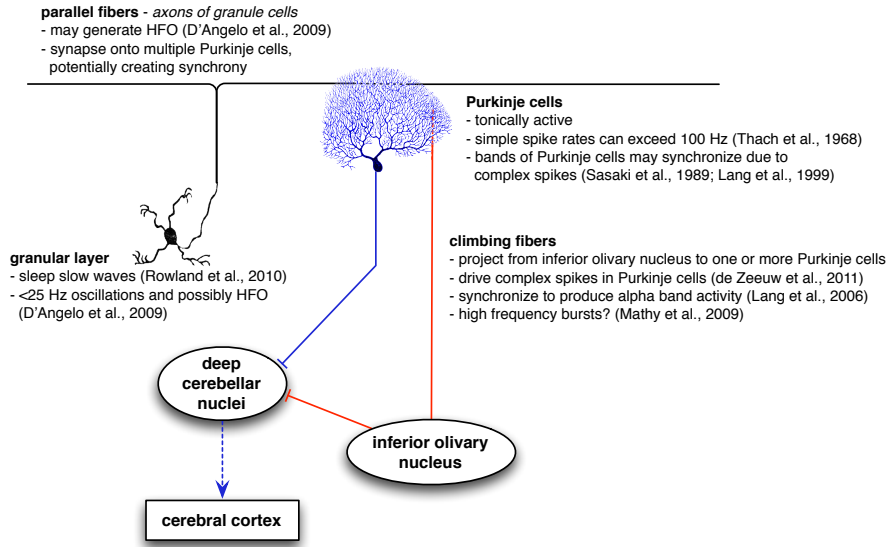 parallel fibers - axons of granule cells
- may generate HFO (D'Angelo et al., 2009)
- synapse onto multiple Purkinje cells,
potentially creating synchrony
Purkinje cells
- tonically active
- simple spike rates can exceed 100 Hz (Thach et al., 1968)
- bands of Purkinje cells may synchronize due to
complex spikes (Sasaki et al., 1989; Lang et al., 1999)
granular layer
- sleep slow waves (Rowland et al., 2010)
- <25 Hz oscillations and possibly HFO
(D'Angelo et al., 2009)
climbing fibers
- project from inferior olivary nucleus to one or more Purkinje cells
- drive complex spikes in Purkinje cells (de Zeeuw et al., 2011)
- synchronize to produce alpha band activity (Lang et al., 2006)
- high frequency bursts? (Mathy et al., 2009)
deep
cerebellar
nuclei
inferior olivary
nucleus
cerebral cortex